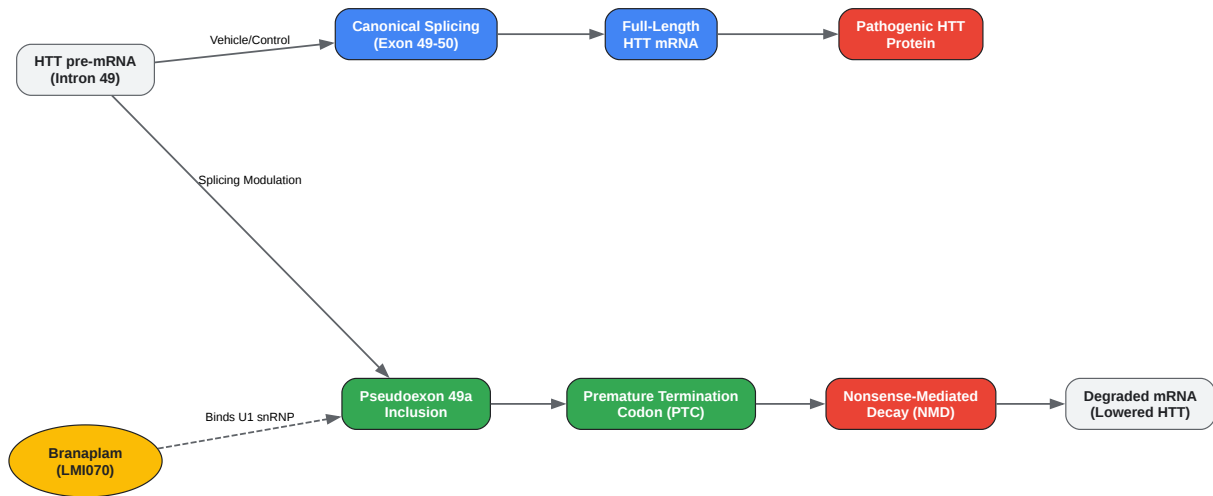 HTT pre-mRNA
(Intron 49)
Vehicle/Control
Canonical Splicing
(Exon 49-50)
Full-Length
HTT mRNA
Pathogenic HTT
Protein
Splicing Modulation
Branaplam
(LMI070)
Binds U1 snRNP
Pseudoexon 49a
Inclusion
Premature Termination
Codon (PTC)
Nonsense-Mediated
Decay (NMD)
Degraded mRNA
(Lowered HTT)